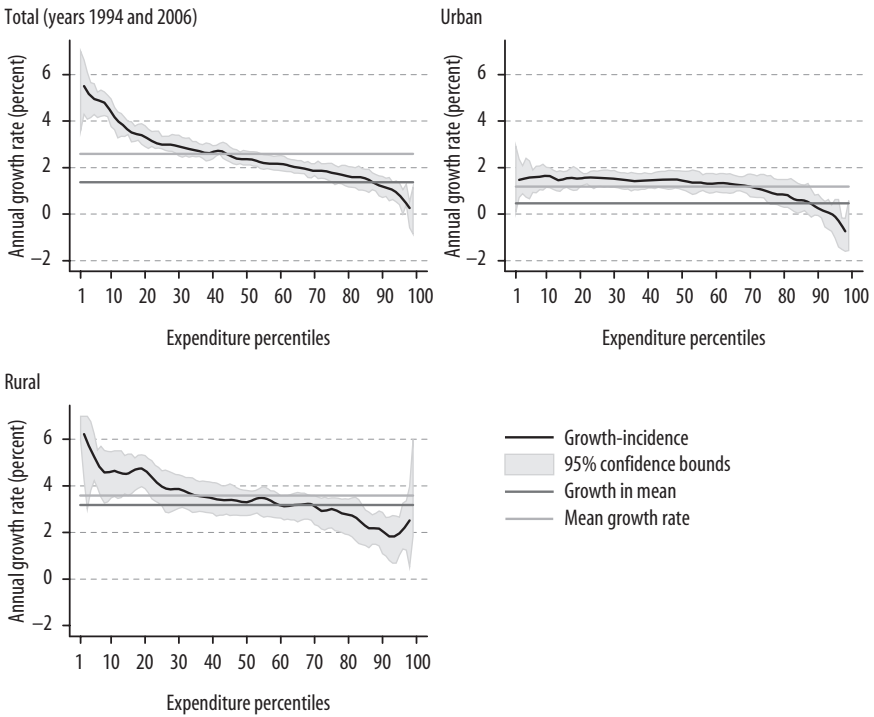 Total (years 1994 and 2006)
Annual growth rate (percent)
6
4
2
0
–2
1 10 20 30 40 50 60 70 80 90 100
Expenditure percentiles
Urban
Annual growth rate (percent)
6
4
2
0
–2
1 10 20 30 40 50 60 70 80 90 100
Expenditure percentiles
Rural
Annual growth rate (percent)
6
4
2
0
–2
1 10 20 30 40 50 60 70 80 90 100
Expenditure percentiles
Growth-incidence
95% confidence bounds
Growth in mean
Mean growth rate